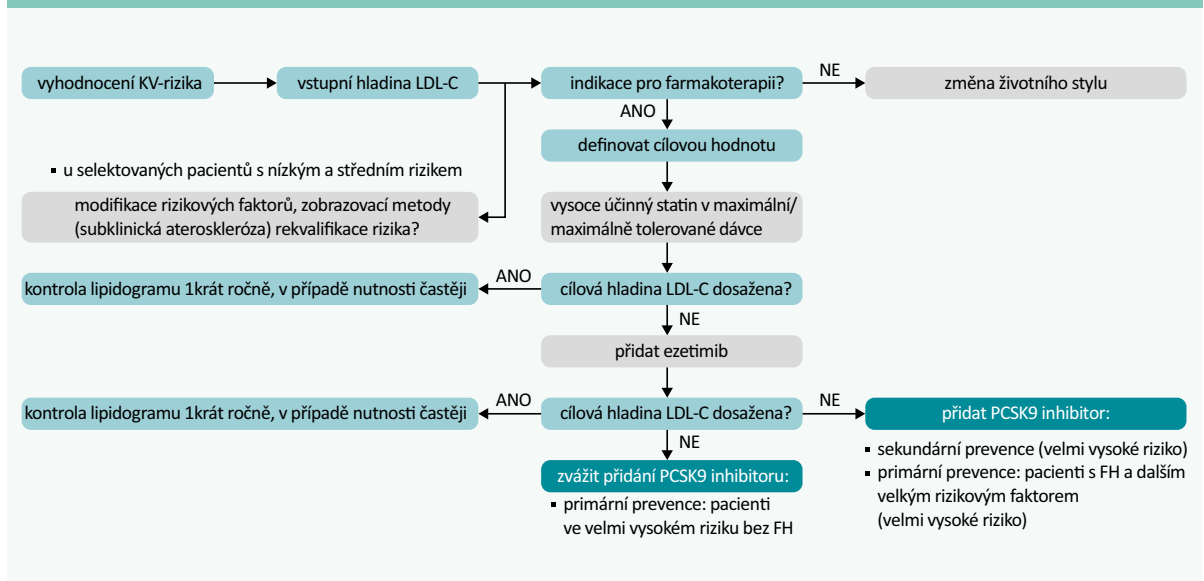 vyhodnocení KV-rizika
vstupní hladina LDL-C
indikace pro farmakoterapii?
NE
změna životního stylu
ANO
definovat cílovou hodnotu
▪ u selektovaných pacientů s nízkým a středním rizikem
modifikace rizikových faktorů, zobrazovací metody
(subklinická ateroskleróza) rekvalifikace rizika?
vysoce účinný statin v maximální/
maximálně tolerované dávce
kontrola lipidogramu 1krát ročně, v případě nutnosti častěji
ANO
cílová hladina LDL-C dosažena?
NE
přidat ezetimib
kontrola lipidogramu 1krát ročně, v případě nutnosti častěji
ANO
cílová hladina LDL-C dosažena?
NE
přidat PCSK9 inhibitor:
▪ sekundární prevence (velmi vysoké riziko)
▪ primární prevence: pacienti s FH a dalším
velkým rizikovým faktorem
(velmi vysoké riziko)
NE
zvážit přidání PCSK9 inhibitoru:
▪ primární prevence: pacienti
ve velmi vysokém riziku bez FH